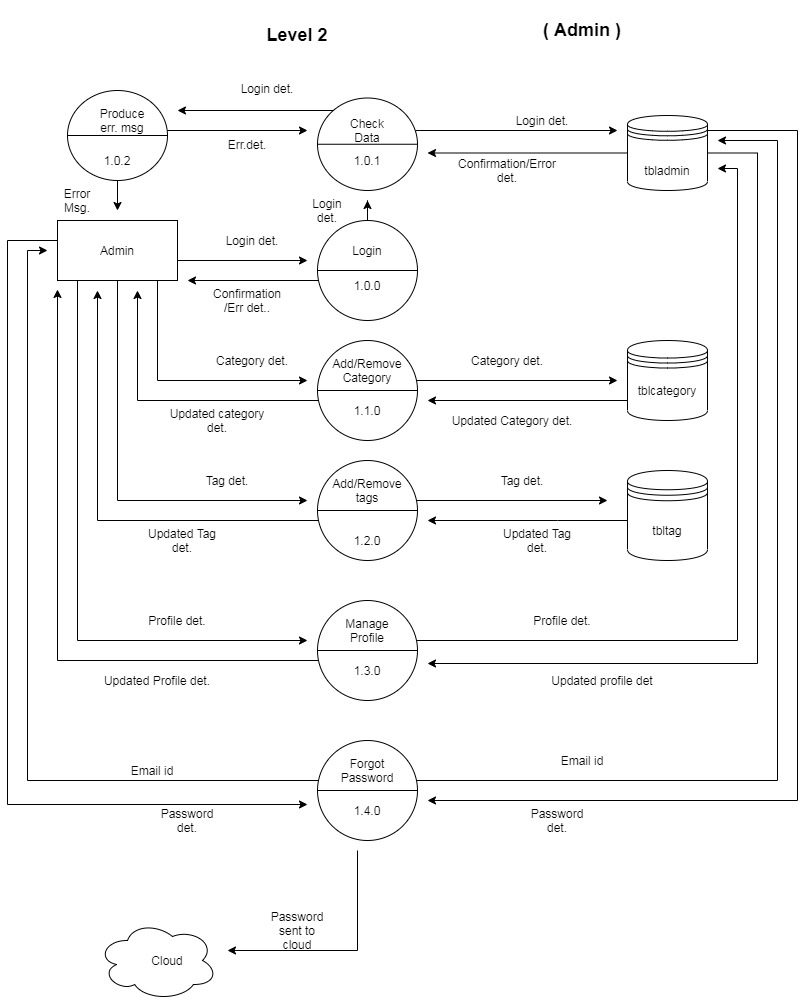 Level 2
( Admin )
Login det.
Produce
err. msg
1.0.2
Err.det.
Check
Data
1.0.1
Login det.
Confirmation/Error
det.
tbladmin
Error
Msg.
Login
det.
Admin
Login det.
Confirmation
/Err det..
Login
1.0.0
Category det.
Updated category
det.
Add/Remove
Category
1.1.0
Category det.
Updated Category det.
tblcategory
Tag det.
Updated Tag
det.
Add/Remove
tags
1.2.0
Tag det.
Updated Tag
det.
tbltag
Profile det.
Updated Profile det.
Manage
Profile
1.3.0
Profile det.
Updated profile det
Email id
Password
det.
Forgot
Password
1.4.0
Email id
Password
det.
Password
sent to
cloud
Cloud